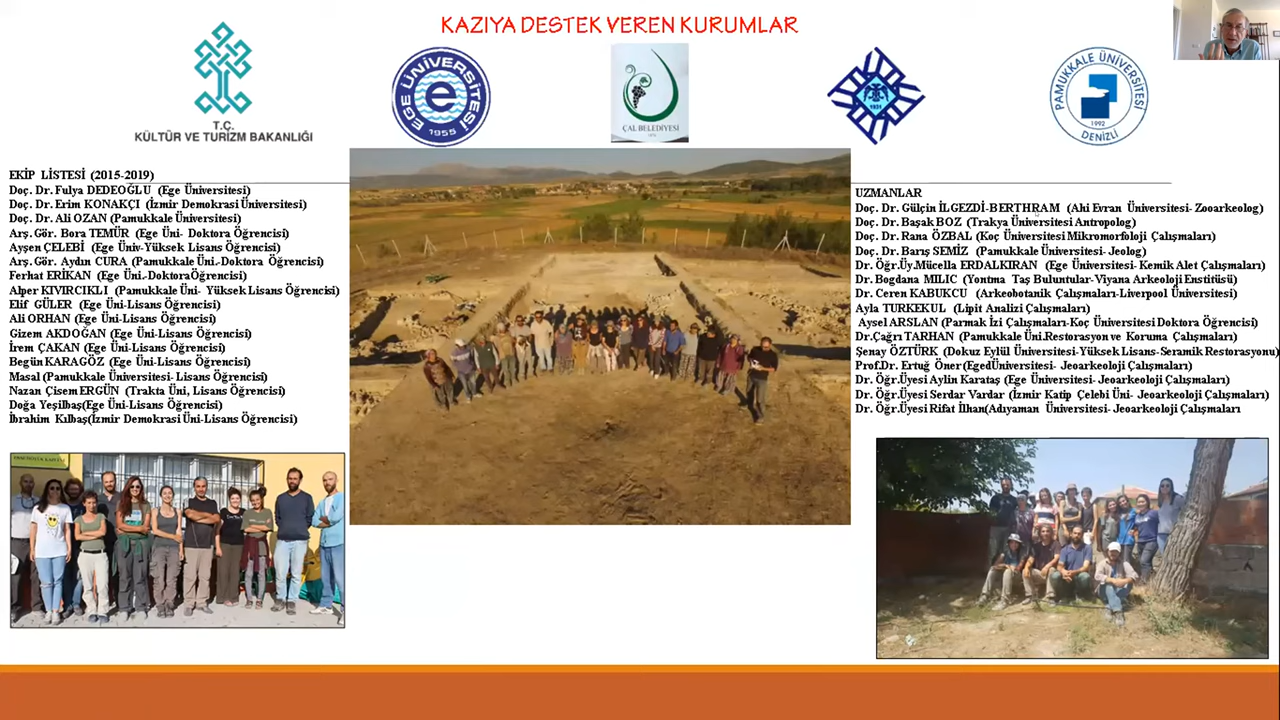 KAZIYA DESTEK VEREN KURUMLAR
T.C.
KÜLTÜR VE TURİZM BAKANLIĞI
EGE ÜNİVERSİTESİ
e
1955
ÇAL BELEDİYESİ
1931
PAMUKKALE ÜNİVERSİTESİ
1992
DENİZLİ
EKİP LİSTESİ (2015-2019)
Doç. Dr. Fulya DEDEOĞLU (Ege Üniversitesi)
Doç. Dr. Erim KONAKÇI (İzmir Demokrasi Üniversitesi)
Doç. Dr. Ali OZAN (Pamukkale Üniversitesi)
Arş. Gör. Bora TEMÜR (Ege Üni- Doktora Öğrencisi)
Ayşen ÇELEBİ (Ege Üniv-Yüksek Lisans Öğrencisi)
Arş. Gör. Aydın CURA (Pamukkale Üni.-Doktora Öğrencisi)
Ferhat ERİKAN (Ege Üni.-DoktoraÖğrencisi)
Alper KIVIRCIKLI (Pamukkale Üni- Yüksek Lisans Öğrencisi)
Elif GÜLER (Ege Üni-Lisans Öğrencisi)
Ali ORHAN (Ege Üni-Lisans Öğrencisi)
Gizem AKDOĞAN (Ege Üni-Lisans Öğrencisi)
İrem ÇAKAN (Ege Üni-Lisans Öğrencisi)
Begün KARAGÖZ (Ege Üni-Lisans Öğrencisi)
Masal (Pamukkale Üniversitesi- Lisans Öğrencisi)
Nazan Çisem ERGÜN (Trakta Üni, Lisans Öğrencisi)
Doğa Yeşilbaş(Ege Üni-Lisans Öğrencisi)
İbrahim Kılbaş(İzmir Demokrasi Üni-Lisans Öğrencisi)
UZMANLAR
Doç. Dr. Gülçin İLGEZDİ-BERTHRAM (Ahi Evran Üniversitesi- Zooarkeolog)
Doç. Dr. Başak BOZ (Trakya Üniversitesi Antropolog)
Doç. Dr. Rana ÖZBAL (Koç Üniversitesi Mikromorfoloji Çalışmaları)
Doç. Dr. Barış SEMİZ (Pamukkale Üniversitesi- Jeolog)
Dr. Öğr.Üy.Mücella ERDALKIRAN (Ege Üniversitesi- Kemik Alet Çalışmaları)
Dr. Bogdana MILIC (Yontma Taş Buluntular-Viyana Arkeoloji Enstitüsü)
Dr. Ceren KABUKCU (Arkeobotanik Çalışmaları-Liverpool Üniversitesi)
Ayla TURKEKUL (Lipit Analizi Çalışmaları)
Aysel ARSLAN (Parmak İzi Çalışmaları-Koç Üniversitesi Doktora Öğrencisi)
Dr.Çağrı TARHAN (Pamukkale Üni.Restorasyon ve Koruma Çalışmaları)
Şenay ÖZTÜRK (Dokuz Eylül Üniversitesi-Yüksek Lisans-Seramik Restorasyonu)
Prof.Dr. Ertuğ Öner(EgedÜniversitesi- Jeoarkeoloji Çalışmaları)
Dr. Öğr.Üyesi Aylin Karataş (Ege Üniversitesi- Jeoarkeoloji Çalışmaları)
Dr. Öğr.Üyesi Serdar Vardar (İzmir Katip Çelebi Üni- Jeoarkeoloji Çalışmaları)
Dr. Öğr.Üyesi Rifat İlhan(Adıyaman Üniversitesi- Jeoarkeoloji Çalışmaları